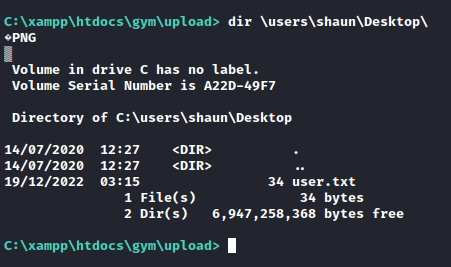 C:\xampp\htdocs\gym\upload> dir \users\shaun\Desktop\
�PNG
▒
 Volume in drive C has no label.
 Volume Serial Number is A22D-49F7

 Directory of C:\users\shaun\Desktop

14/07/2020  12:27    <DIR>          .
14/07/2020  12:27    <DIR>          ..
19/12/2022  03:15                34 user.txt
               1 File(s)             34 bytes
               2 Dir(s)   6,947,258,368 bytes free

C:\xampp\htdocs\gym\upload>